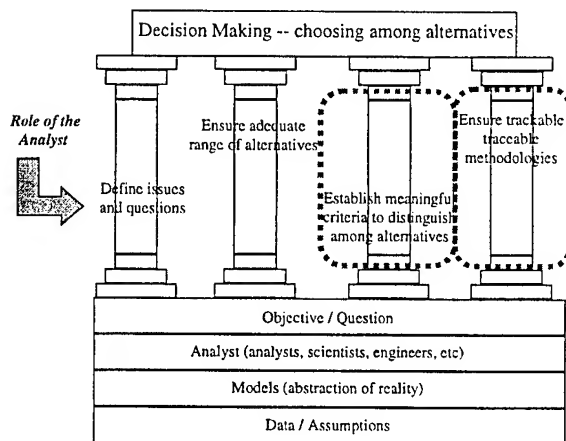 Decision Making -- choosing among alternatives
Role of the
Analyst
Define issues
and questions
Ensure adequate
range of alternatives
Establish meaningful
criteria to distinguish
among alternatives
Ensure trackable
traceable
methodologies
Objective / Question
Analyst (analysts, scientists, engineers, etc)
Models (abstraction of reality)
Data / Assumptions